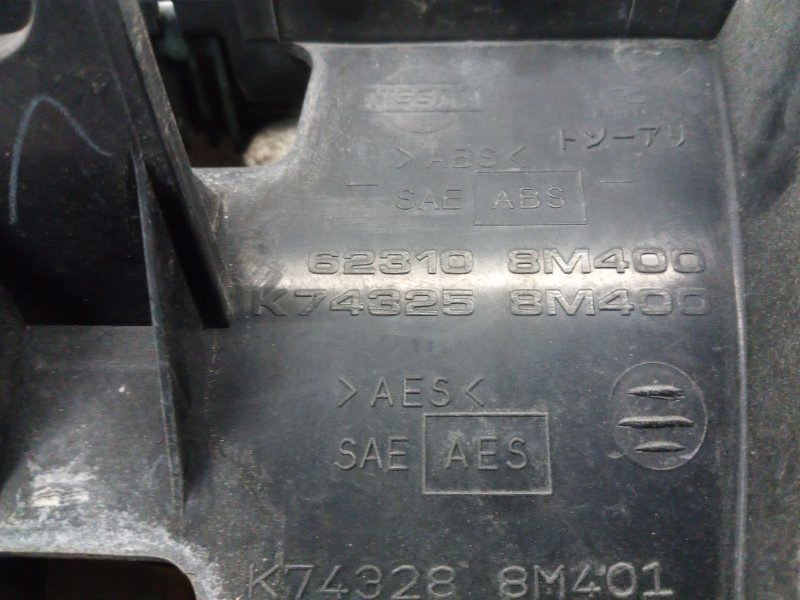 NISSAN
トソーアリ
>ABS<
SAE ABS
62310 8M400
K74325 8M400
>AES<
SAE AES
K74328 8M401